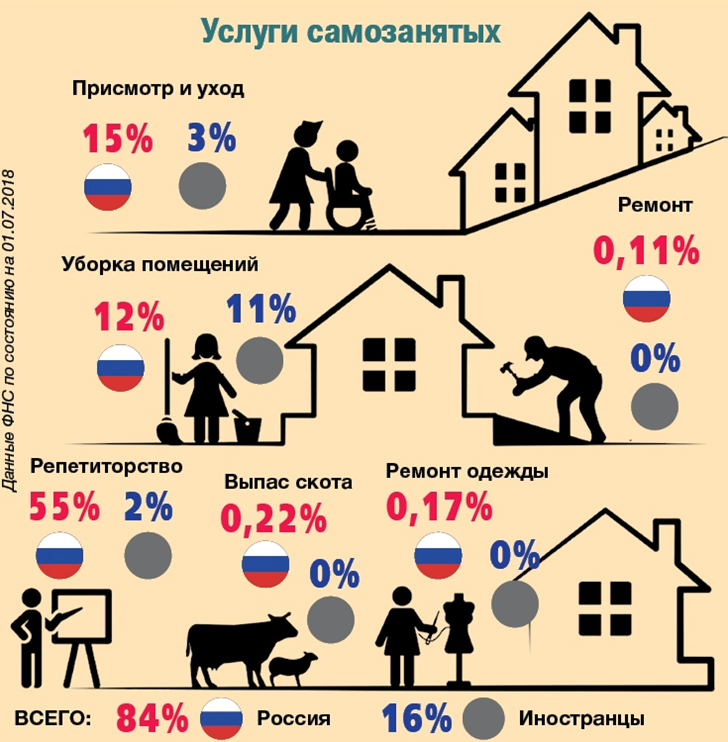 Услуги самозанятых
Присмотр и уход
15% 3%
Данные ФНС по состоянию на 01.07.2018
Ремонт
0,11%
0%
Уборка помещений
12% 11%
Репетиторство
55% 2%
Выпас скота
0,22%
0%
Ремонт одежды
0,17%
0%
ВСЕГО: 84% Россия 16% Иностранцы